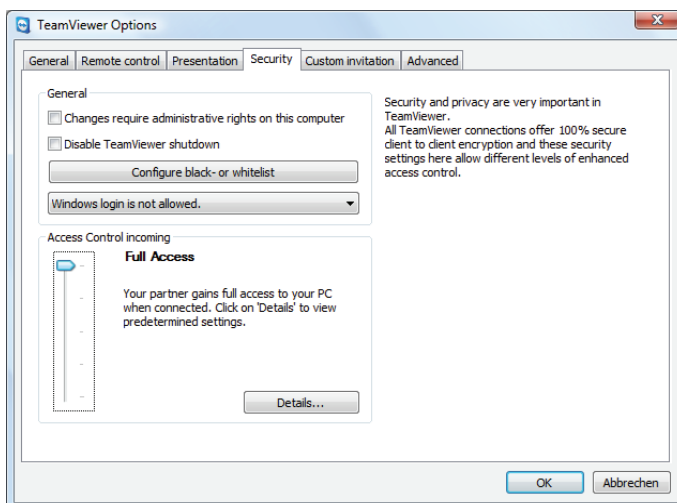 TeamViewer Options
General Remote control Presentation Security Custom invitation Advanced
General
Changes require administrative rights on this computer
Disable TeamViewer shutdown
Configure black- or whitelist
Windows login is not allowed.
Security and privacy are very important in
TeamViewer.
All TeamViewer connections offer 100% secure
client to client encryption and these security
settings here allow different levels of enhanced
access control.
Access Control incoming
Full Access
Your partner gains full access to your PC
when connected. Click on 'Details' to view
predetermined settings.
Details...
OK Abbrechen